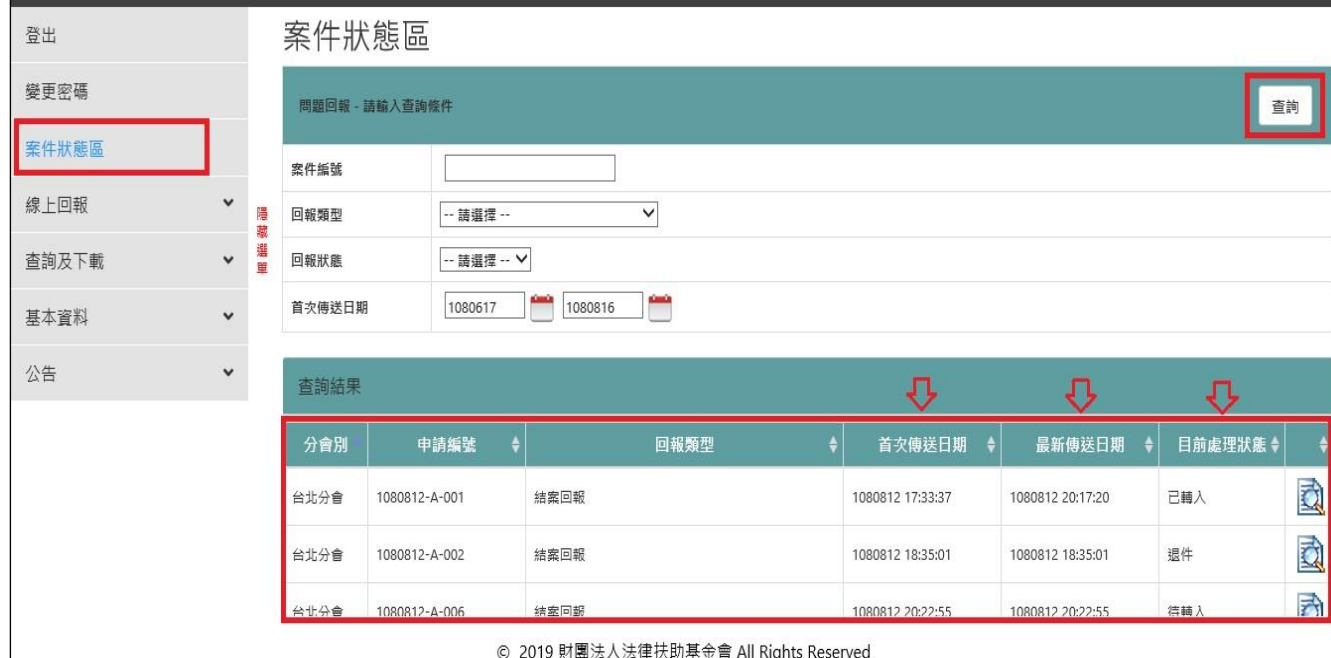 登出
變更密碼
案件狀態區
線上回報
查詢及下載
基本資料
公告
隱藏選單
案件狀態區
問題回報 - 請輸入查詢條件
查詢
案件編號
回報類型 -- 請選擇 --
回報狀態 -- 請選擇 --
首次傳送日期 1080617 1080816
查詢結果
分會別 申請編號 回報類型 首次傳送日期 最新傳送日期 目前處理狀態
台北分會 1080812-A-001 結案回報 1080812 17:33:37 1080812 20:17:20 已轉入
台北分會 1080812-A-002 結案回報 1080812 18:35:01 1080812 18:35:01 退件
台北分會 1080812-A-006 結案回報 1080812 20:22:55 1080812 20:22:55 待轉入
© 2019 財團法人法律扶助基金會 All Rights Reserved